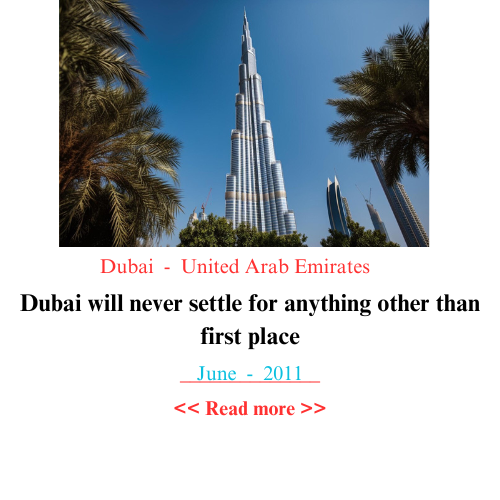 Dubai - United Arab Emirates
Dubai will never settle for anything other than
first place
June - 2011
<< Read more >>